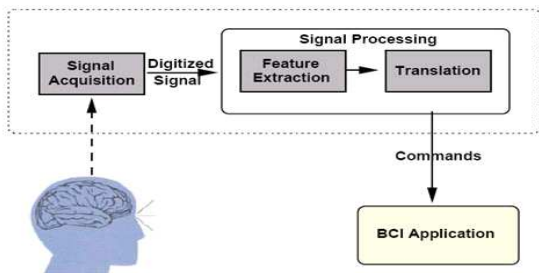 Signal Processing
Signal
Acquisition
Digitized
Signal
Feature
Extraction
Translation
Commands
BCI Application